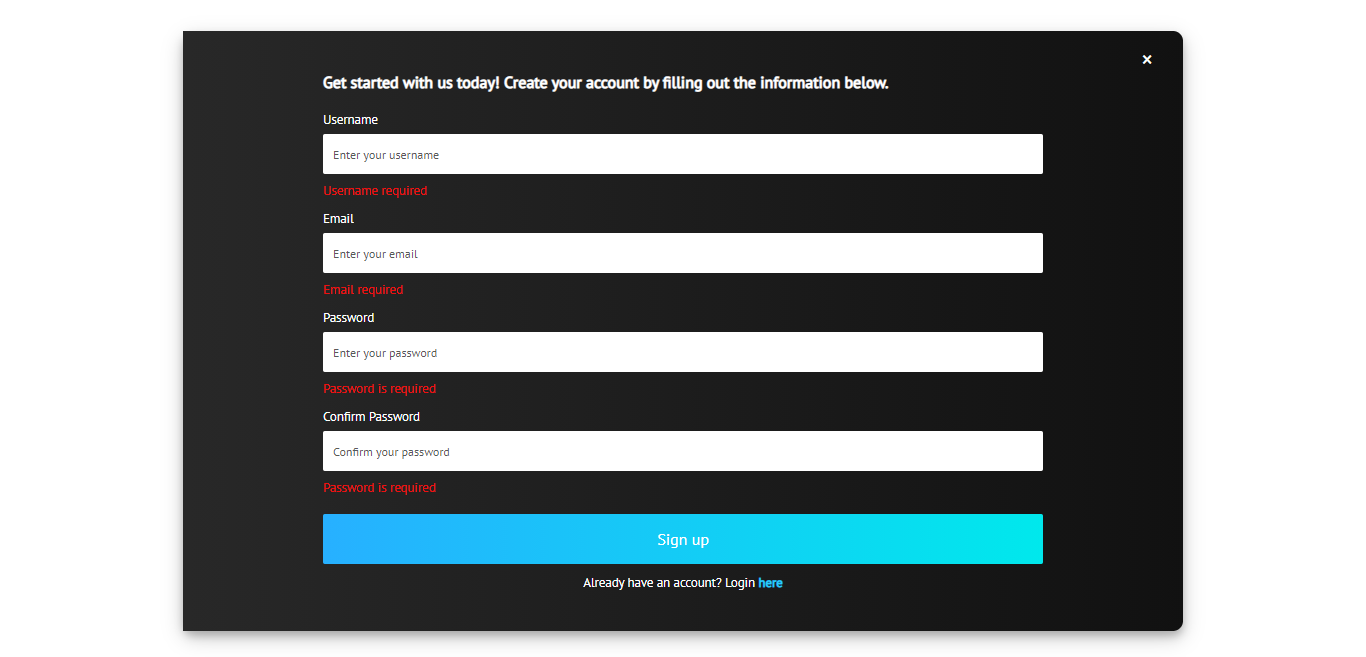 ×
Get started with us today! Create your account by filling out the information below.
Username
Enter your username
Username required
Email
Enter your email
Email required
Password
Enter your password
Password is required
Confirm Password
Confirm your password
Password is required
Sign up
Already have an account? Login here